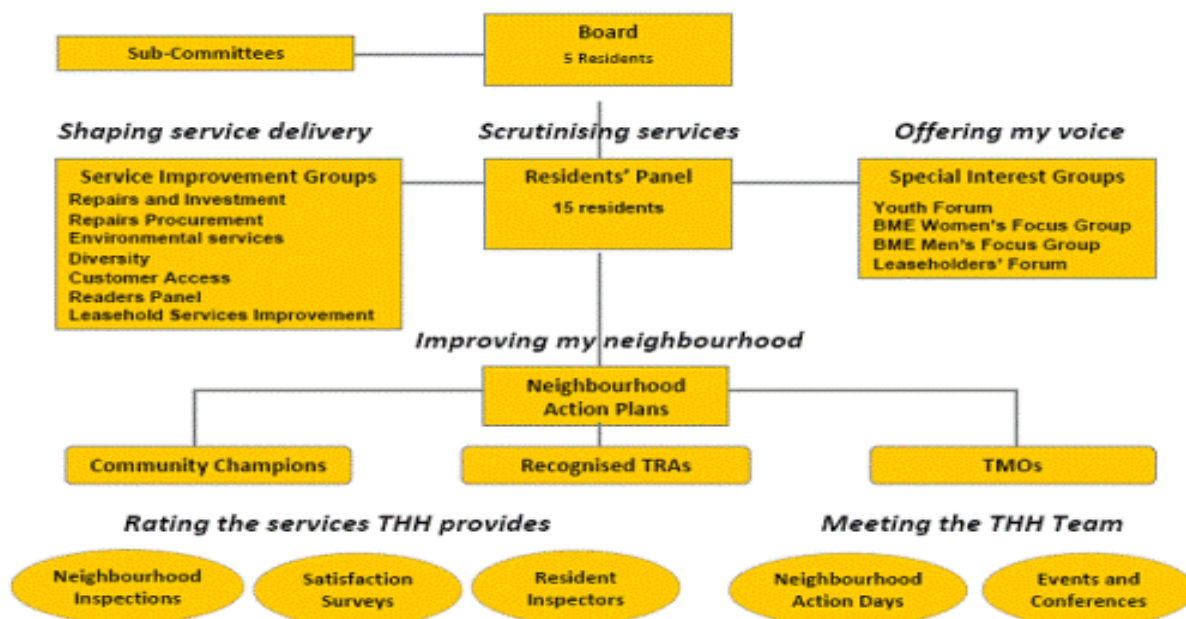 Board
5 Residents
Sub-Committees
Shaping service delivery
Scrutinising services
Offering my voice
Service Improvement Groups
Repairs and Investment
Repairs Procurement
Environmental services
Diversity
Customer Access
Readers Panel
Leasehold Services Improvement
Residents' Panel
15 residents
Special Interest Groups
Youth Forum
BME Women's Focus Group
BME Men's Focus Group
Leaseholders' Forum
Improving my neighbourhood
Neighbourhood
Action Plans
Community Champions
Recognised TRAs
TMOs
Rating the services THH provides
Meeting the THH Team
Neighbourhood
Inspections
Satisfaction
Surveys
Resident
Inspectors
Neighbourhood
Action Days
Events and
Conferences